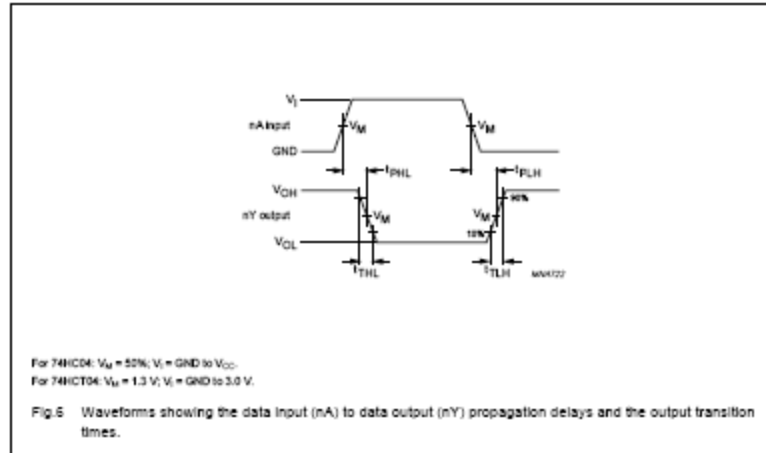 VI
nA input
VM
VM
GND
tPHL
tPLH
VOH
90%
nY output
VM
VM
10%
VOL
tTHL
tTLH
MNA722
For 74HC04: VM = 50%; VI = GND to VCC.
For 74HCT04: VM = 1.3 V; VI = GND to 3.0 V.
Fig.6 Waveforms showing the data input (nA) to data output (nY) propagation delays and the output transition
times.